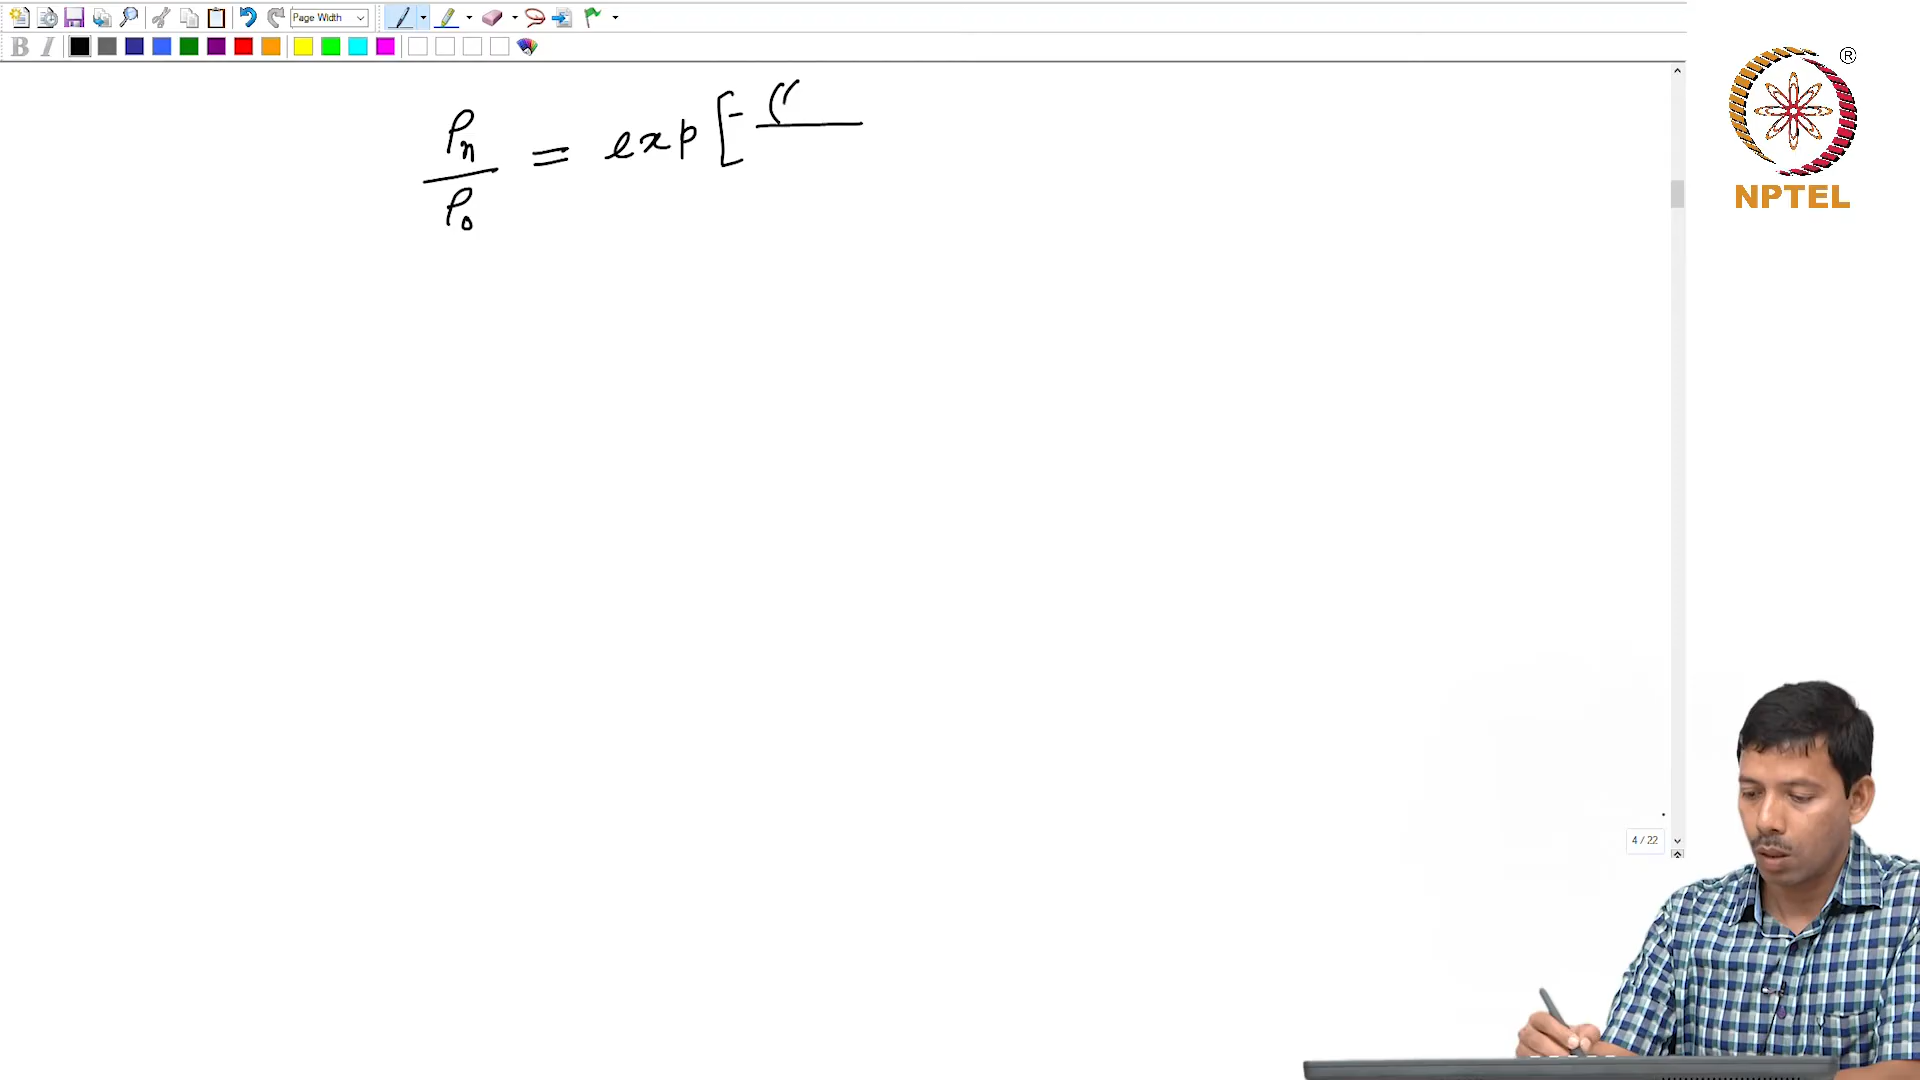 Page Width
B I
®
NPTEL
Pn/P0 = exp [- ((
4 / 22